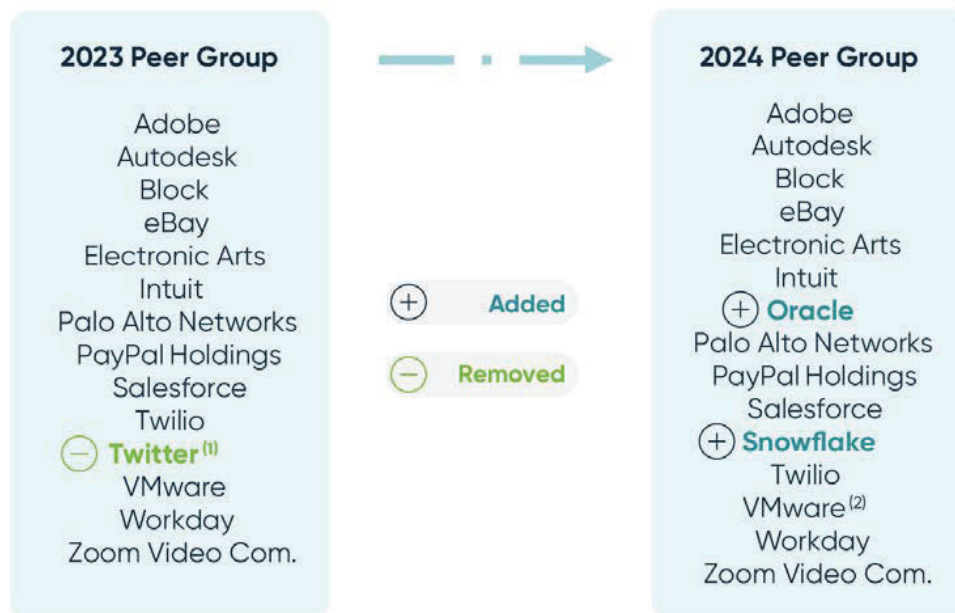 2023 Peer Group
Adobe
Autodesk
Block
eBay
Electronic Arts
Intuit
Palo Alto Networks
PayPal Holdings
Salesforce
Twilio
Twitter (1)
VMware
Workday
Zoom Video Com.
Added
Removed
2024 Peer Group
Adobe
Autodesk
Block
eBay
Electronic Arts
Intuit
Oracle
Palo Alto Networks
PayPal Holdings
Salesforce
Snowflake
Twilio
VMware (2)
Workday
Zoom Video Com.